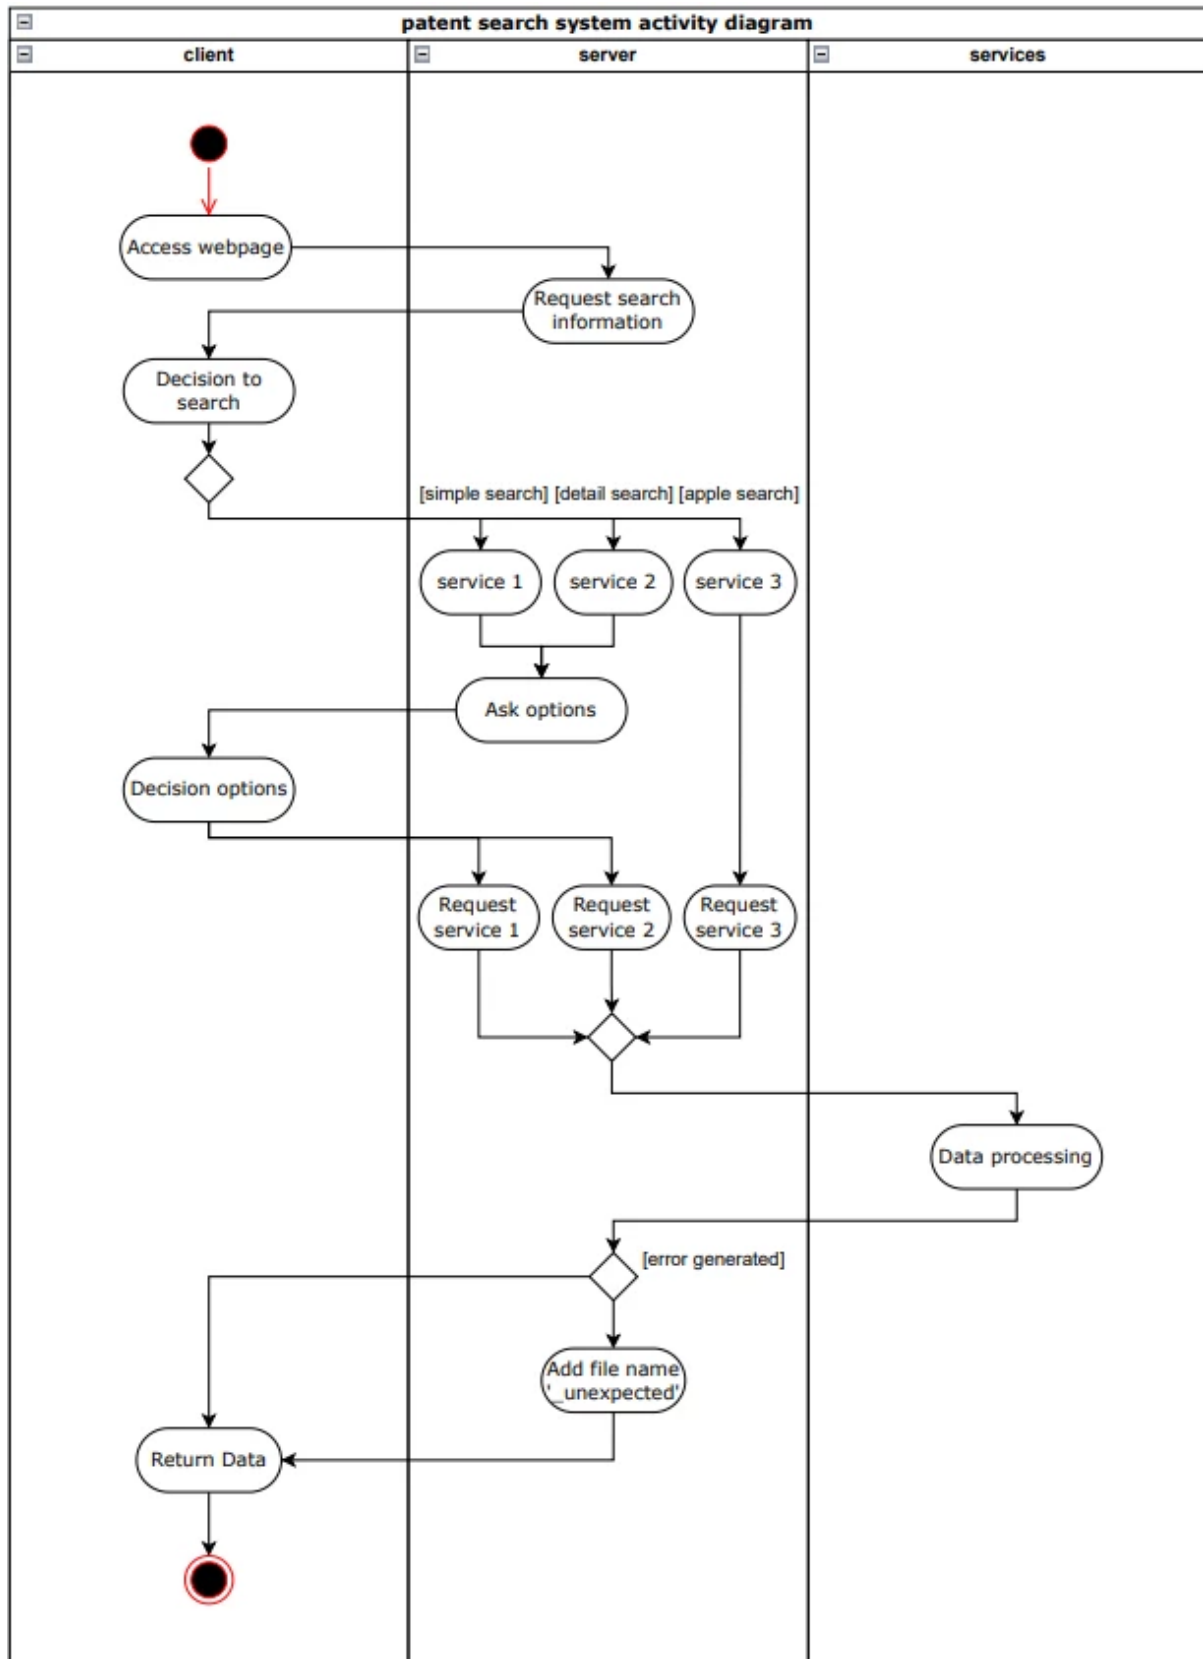 patent search system activity diagram
client
server
services
Access webpage
Request search
information
Decision to
search
[simple search] [detail search] [apple search]
service 1
service 2
service 3
Ask options
Decision options
Request
service 1
Request
service 2
Request
service 3
Data processing
[error generated]
Add file name
'_unexpected'
Return Data